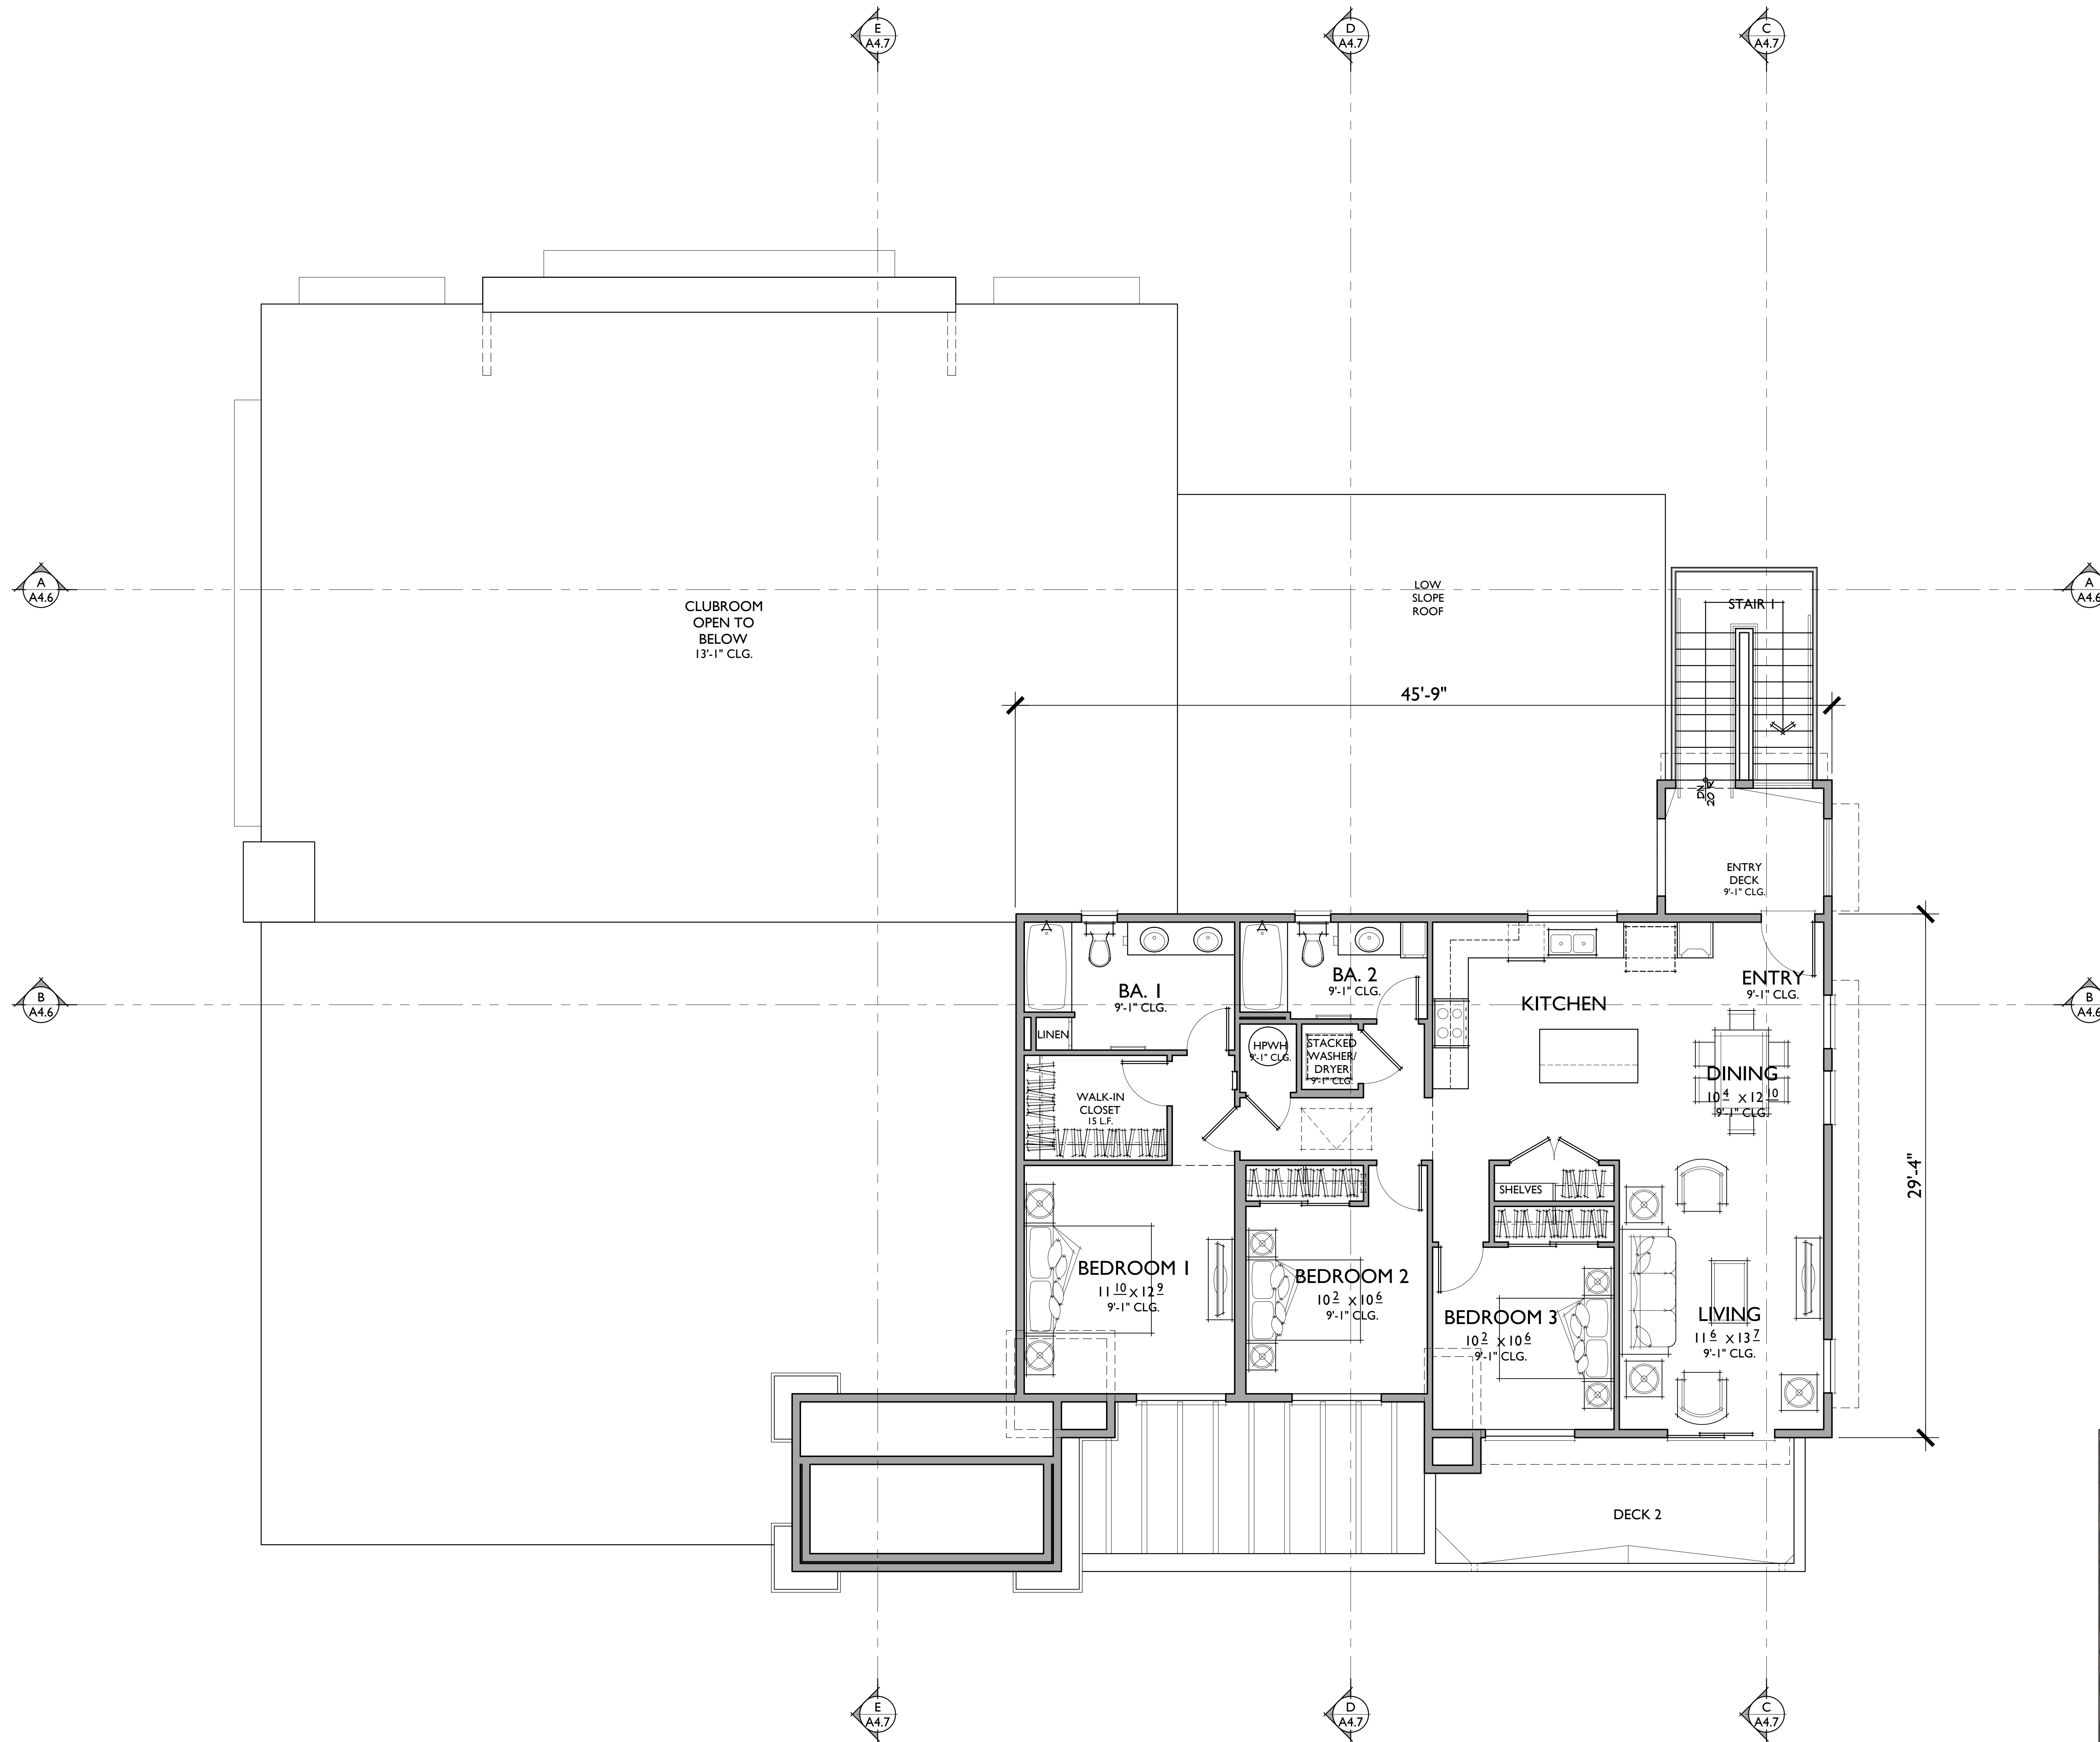 E
A4.7
D
A4.7
C
A4.7
A
A4.6
CLUBROOM
OPEN TO
BELOW
13'-1" CLG.
LOW
SLOPE
ROOF
STAIR 1
A
A4.6
45'-9"
DN
20 R
ENTRY
DECK
9'-1" CLG.
B
A4.6
BA. 1
9'-1" CLG.
LINEN
BA. 2
9'-1" CLG.
HPWH
9'-1" CLG.
STACKED
WASHER/
DRYER
9'-1" CLG.
KITCHEN
ENTRY
9'-1" CLG.
B
A4.6
DINING
10 4 x 12 10
9'-1" CLG.
WALK-IN
CLOSET
15 L.F.
SHELVES
29'-4"
BEDROOM 1
11 10 x 12 9
9'-1" CLG.
BEDROOM 2
10 2 x 10 6
9'-1" CLG.
BEDROOM 3
10 2 x 10 6
9'-1" CLG.
LIVING
11 6 x 13 7
9'-1" CLG.
DECK 2
E
A4.7
D
A4.7
C
A4.7